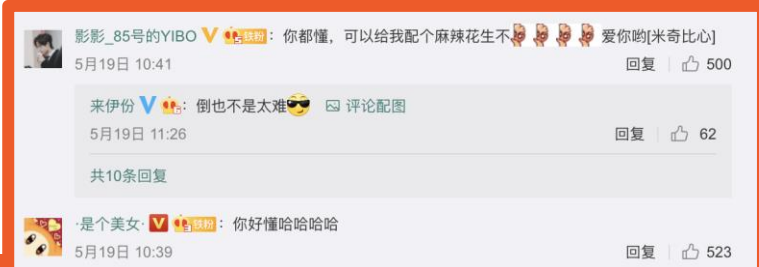 影影_85号的YIBO V 铁粉：你都懂，可以给我配个麻辣花生不 爱你哟[米奇比心]
5月19日 10:41 回复 500
来伊份 V：倒也不是太难 评论配图
5月19日 11:26 回复 62
共10条回复
·是个美女· V 铁粉：你好懂哈哈哈哈
5月19日 10:39 回复 523